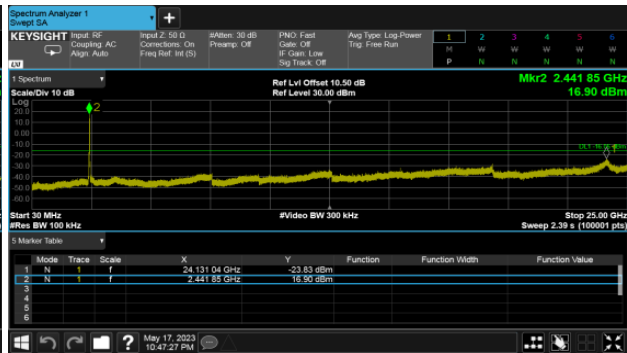 Spectrum Analyzer 1
Swept SA
+
KEYSIGHT
Input: RF
Coupling: AC
Align: Auto
Input Z: 50 Ω
Corrections: On
Freq Ref: Int (S)
#Atten: 30 dB
Preamp: Off
PNO: Fast
Gate: Off
IF Gain: Low
Sig Track: Off
Avg Type: Log-Power
Trig: Free Run
1 2 3 4 5 6
M W W W W W
P N N N N N
LXI
1 Spectrum
Scale/Div 10 dB
Ref Lvl Offset 10.50 dB
Ref Level 30.00 dBm
Mkr2 2.441 85 GHz
16.90 dBm
Log
20.0
10.0
0.00
-10.0
-20.0
-30.0
-40.0
-50.0
-60.0
2
Start 30 MHz
#Res BW 100 kHz
#Video BW 300 kHz
Stop 25.00 GHz
Sweep 2.39 s (100001 pts)
5 Marker Table
Mode Trace Scale X Y Function Function Width Function Value
1 N 1 f 24.131 04 GHz -23.83 dBm
2 N 1 f 2.441 85 GHz 16.90 dBm
3
4
5
6
?
May 17, 2023
10:47:27 PM